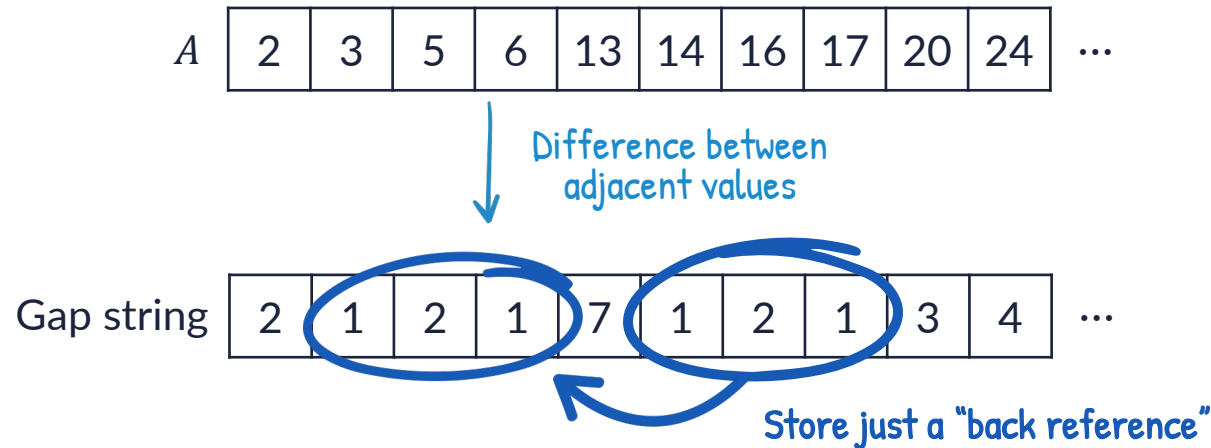 A 2 3 5 6 13 14 16 17 20 24 ...
Difference between
adjacent values
Gap string 2 1 2 1 7 1 2 1 3 4 ...
Store just a “back reference”